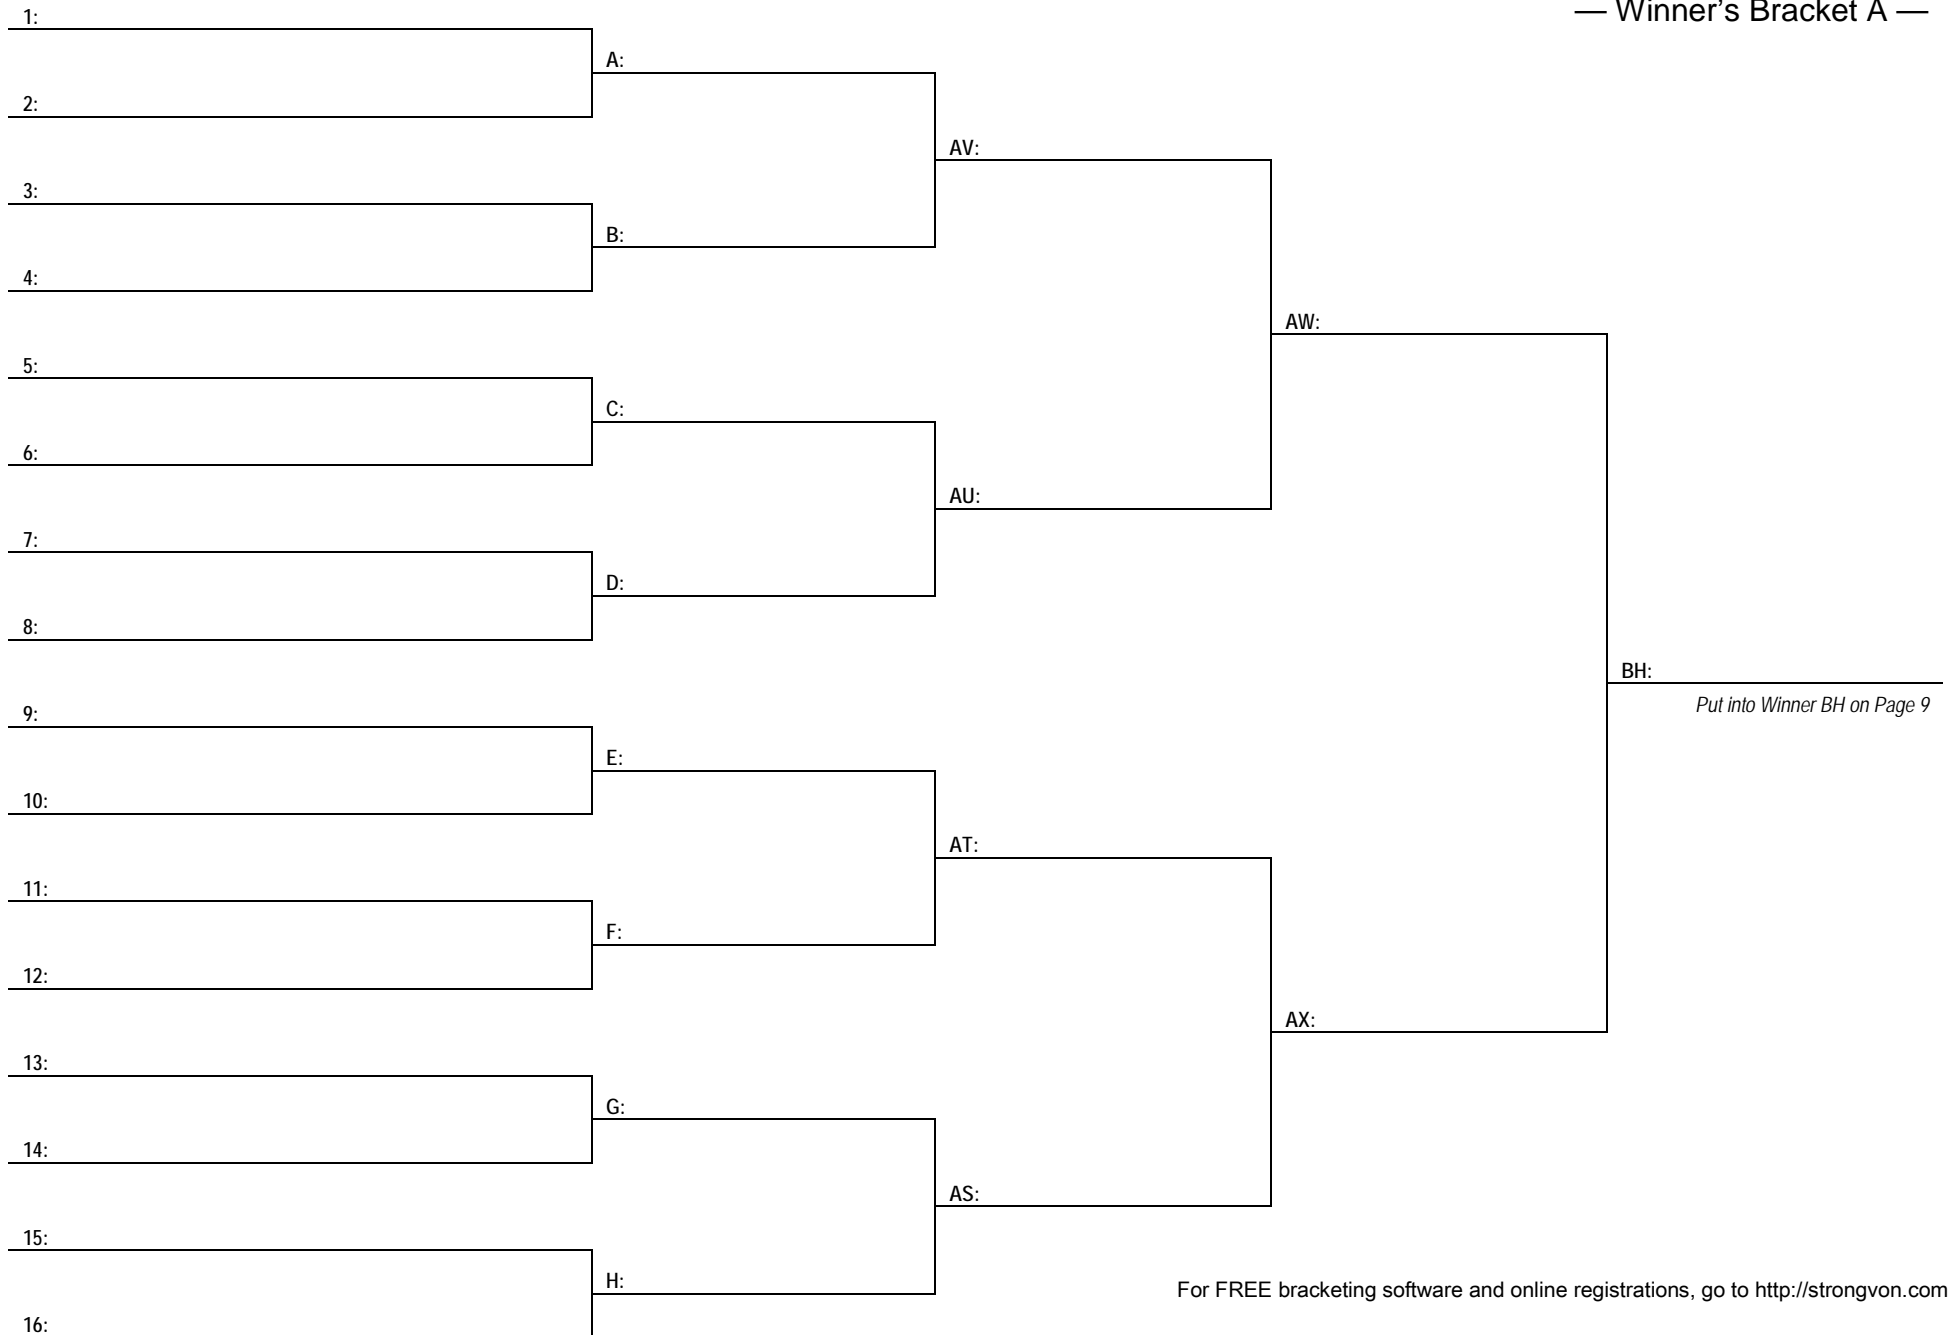 — Winner's Bracket A —
1:
A:
2:
AV:
3:
B:
4:
AW:
5:
C:
6:
AU:
7:
D:
8:
BH:
Put into Winner BH on Page 9
9:
E:
10:
AT:
11:
F:
12:
AX:
13:
G:
14:
AS:
15:
H:
For FREE bracketing software and online registrations, go to http://strongvon.com
16: